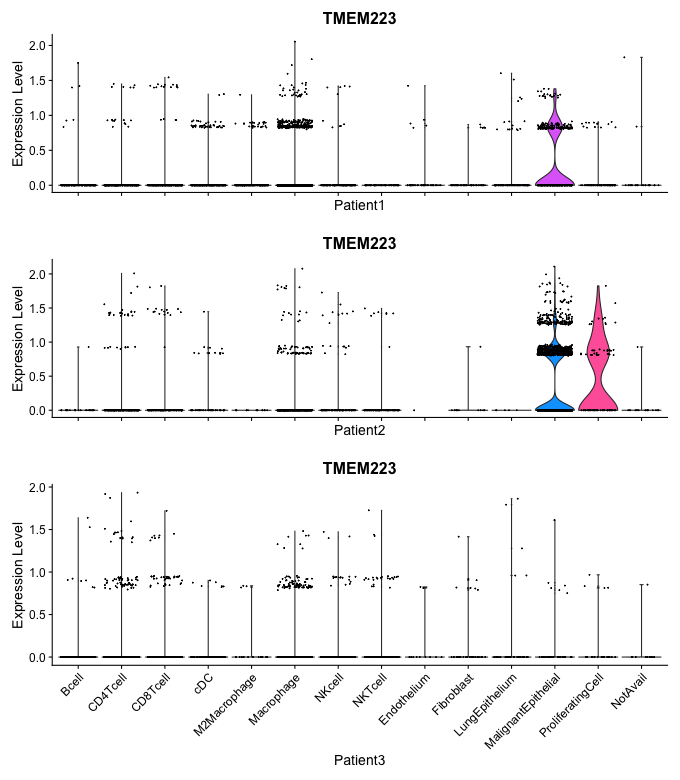 TMEM223
Expression Level
2.0
1.5
1.0
0.5
0.0
Patient1
TMEM223
Expression Level
2.0
1.5
1.0
0.5
0.0
Patient2
TMEM223
Expression Level
2.0
1.5
1.0
0.5
0.0
Bcell
CD4Tcell
CD8Tcell
cDC
M2Macrophage
Macrophage
NKcell
NKTcell
Endothelium
Fibroblast
LungEpithelium
MalignantEpithelial
ProliferatingCell
NotAvail
Patient3